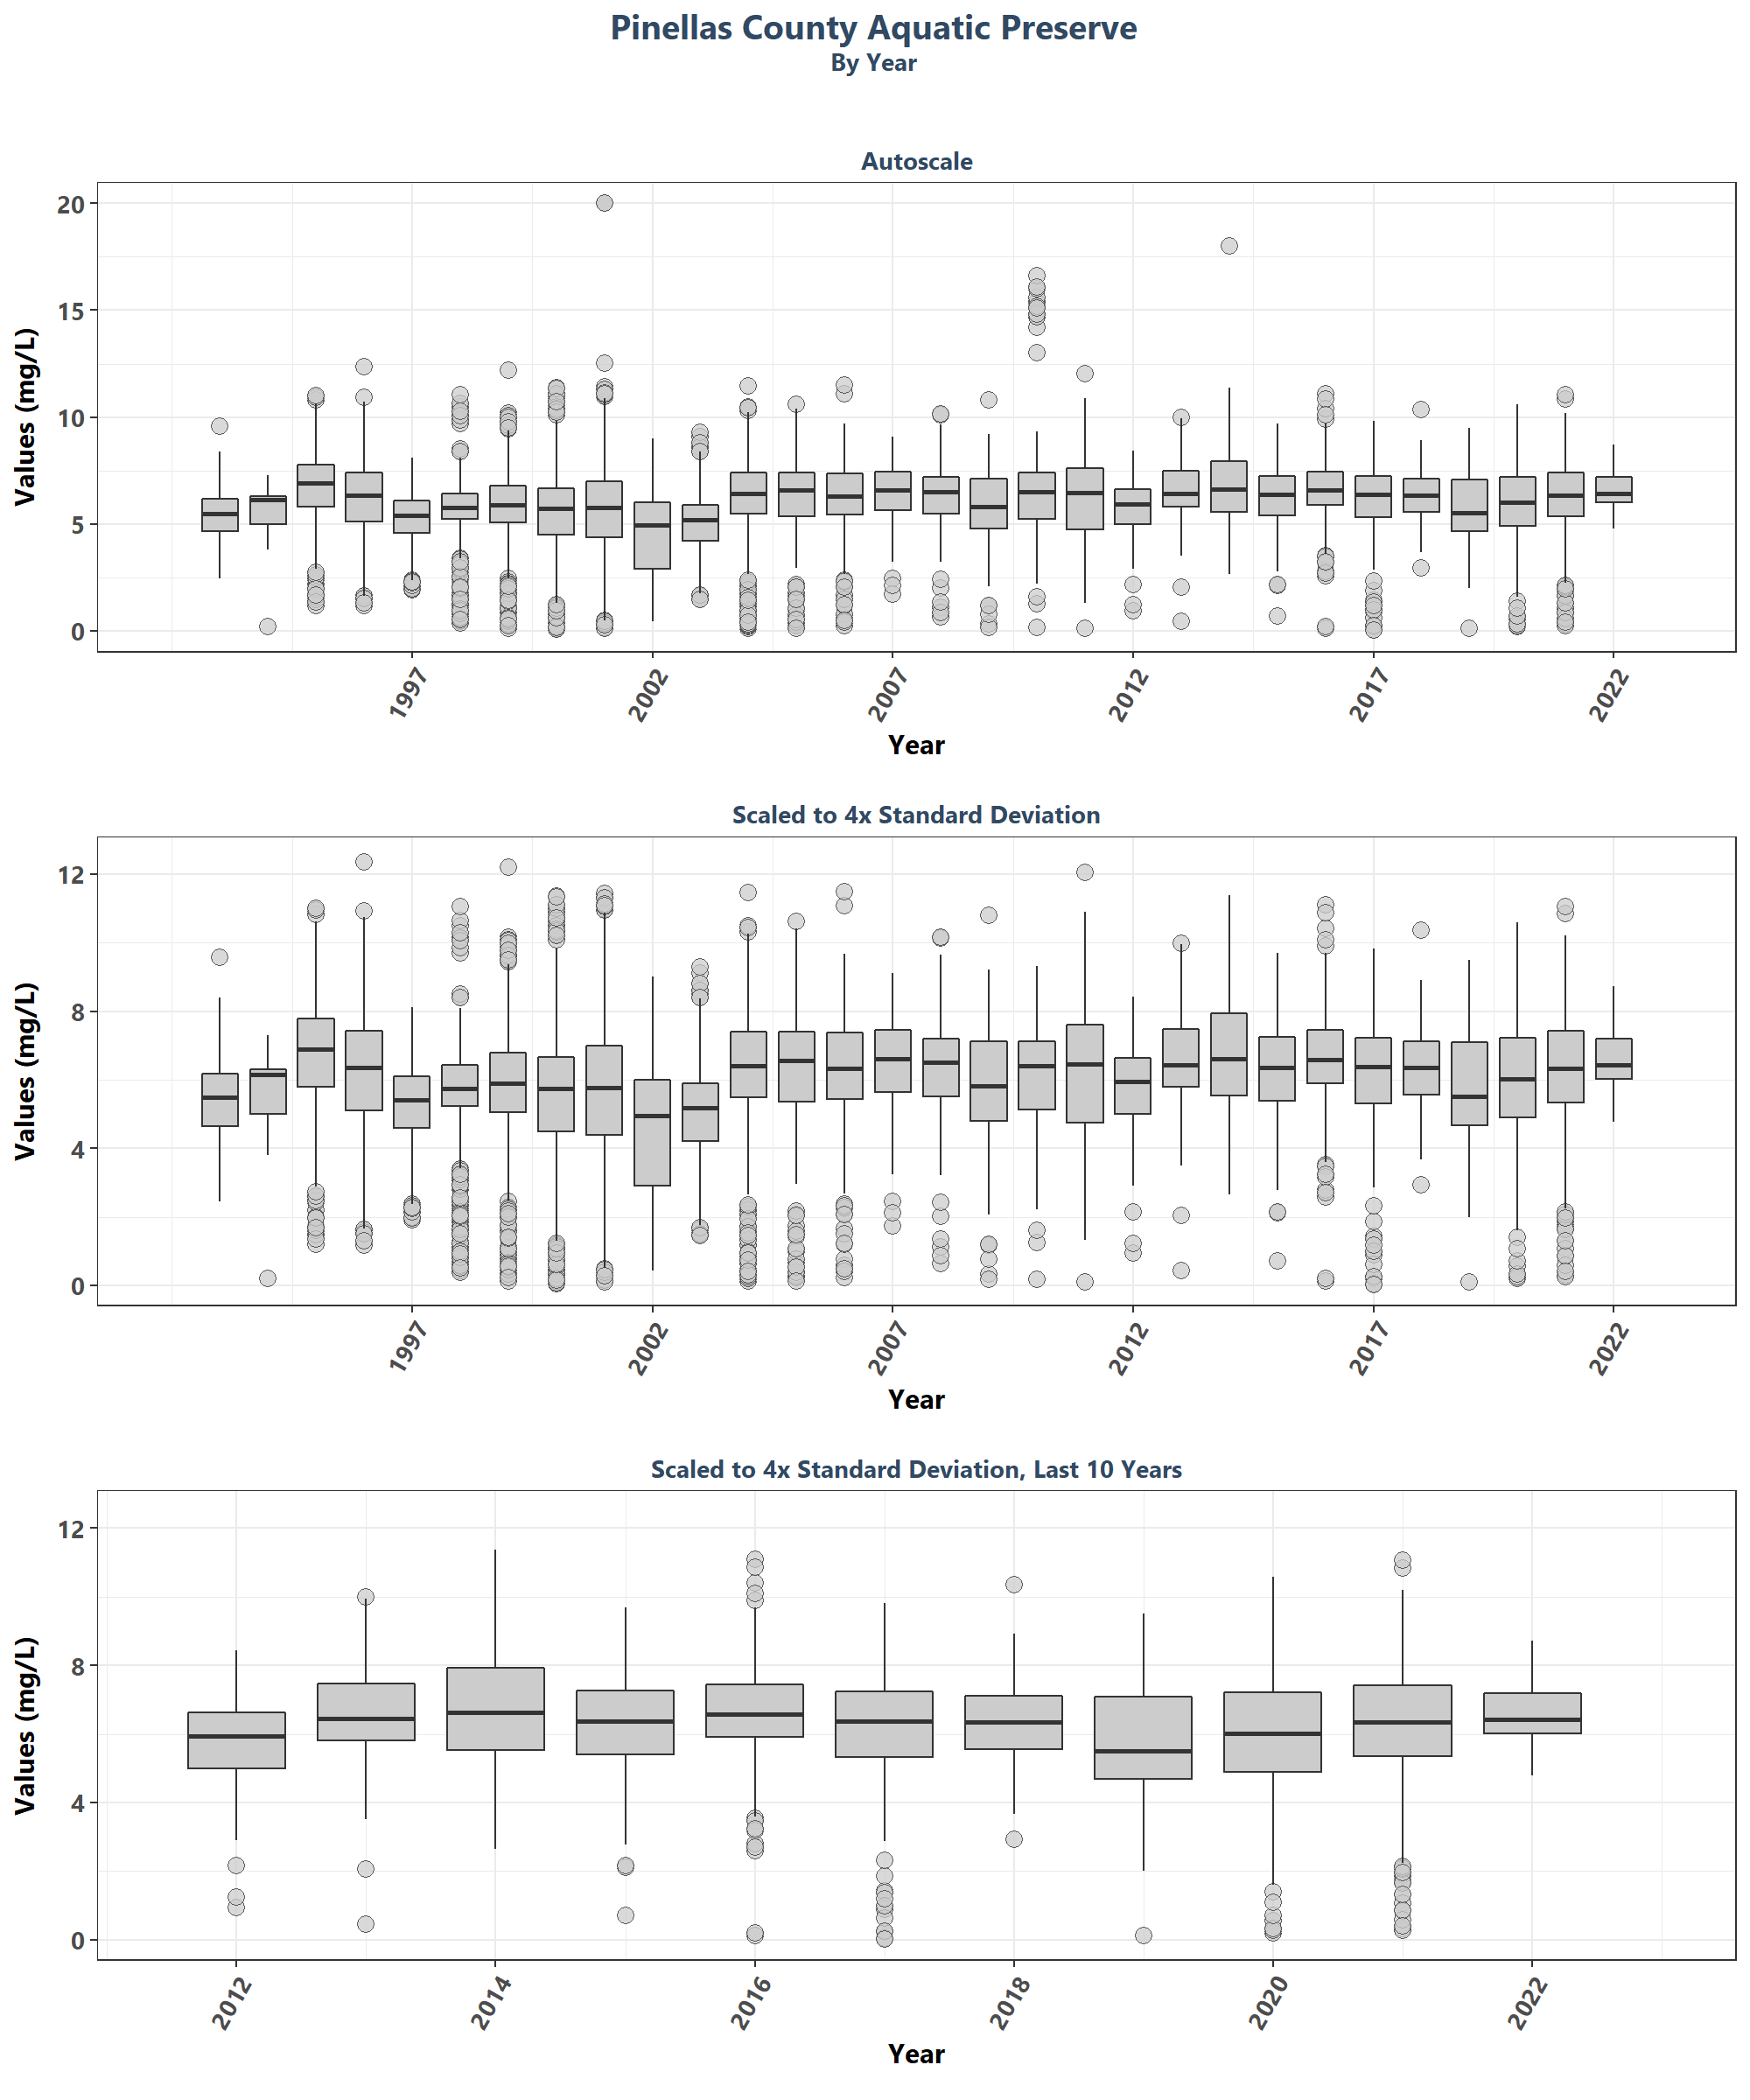 Pinellas County Aquatic Preserve
By Year
Autoscale
Values (mg/L)
20
15
10
5
0
1997
2002
2007
2012
2017
2022
Year
Scaled to 4x Standard Deviation
Values (mg/L)
12
8
4
0
1997
2002
2007
2012
2017
2022
Year
Scaled to 4x Standard Deviation, Last 10 Years
Values (mg/L)
12
8
4
0
2012
2014
2016
2018
2020
2022
Year